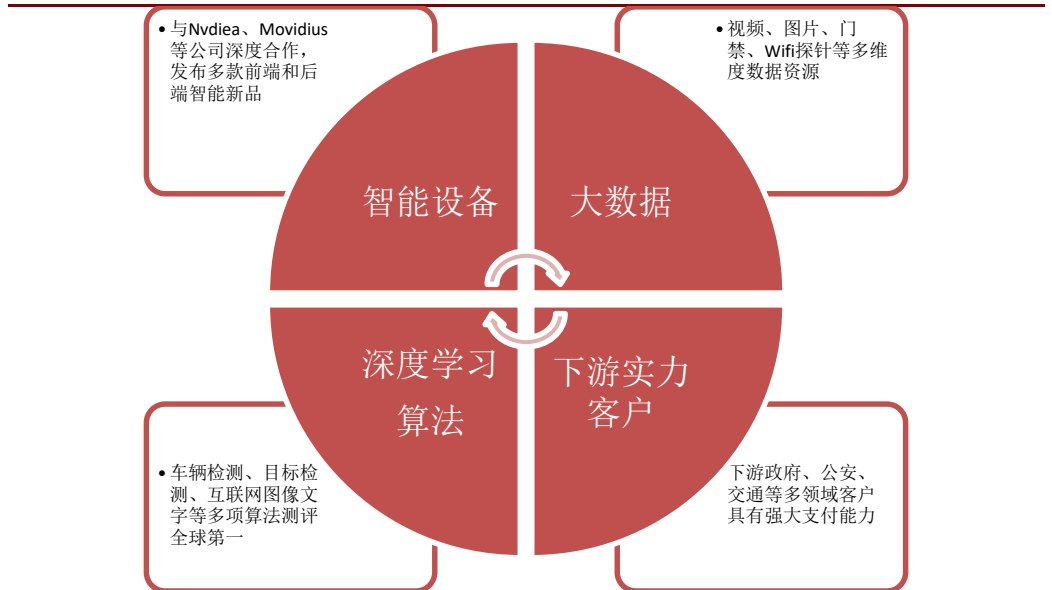 • 与Nvdiea、Movidius
等公司深度合作，
发布多款前端和后
端智能新品
• 视频、图片、门
禁、Wifi探针等多维
度数据资源
智能设备
大数据
深度学习
算法
下游实力
客户
• 车辆检测、目标检
测、互联网图像文
字等多项算法测评
全球第一
下游政府、公安、
交通等多领域客户
具有强大支付能力